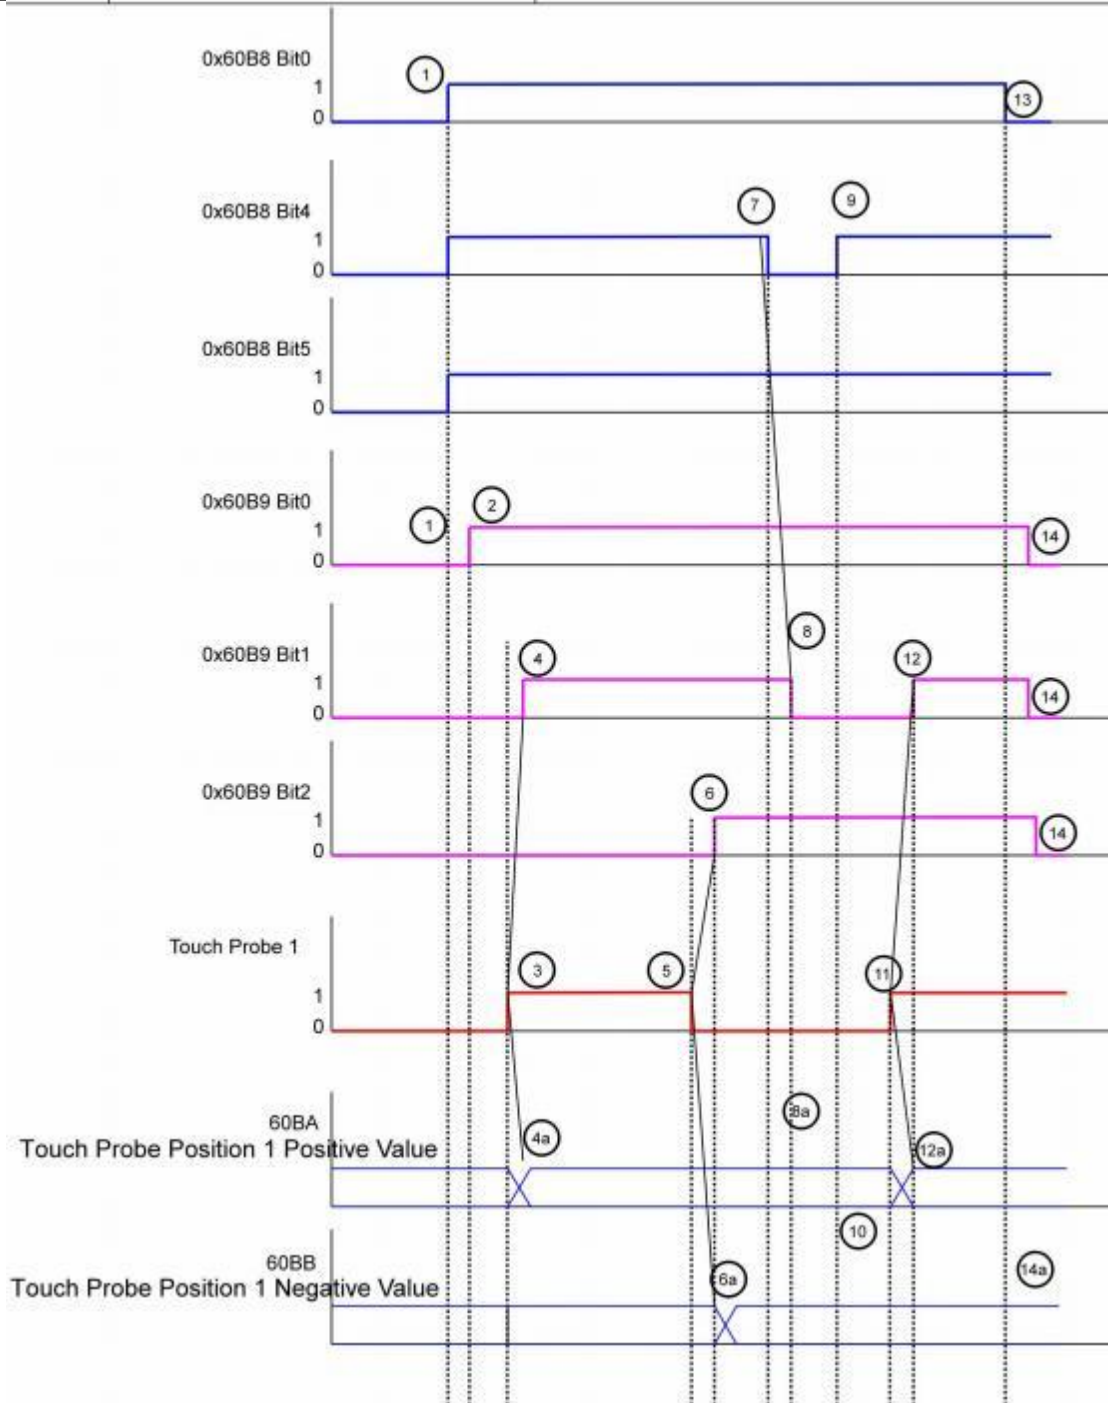 0x60B8 Bit0
1
13
1
0
0x60B8 Bit4
7
9
1
0
0x60B8 Bit5
1
0
0x60B9 Bit0
2
1
1
14
0
0x60B9 Bit1
4
8
12
1
14
0
0x60B9 Bit2
6
1
14
0
Touch Probe 1
3
5
11
1
0
60BA
8a
4a
Touch Probe Position 1 Positive Value
12a
10
60BB
14a
6a
Touch Probe Position 1 Negative Value